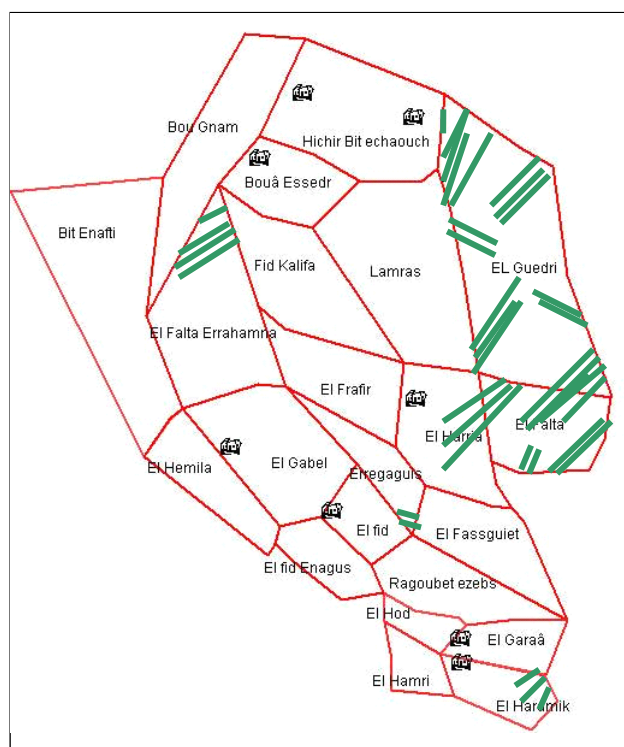 Bou Gnam
Hichir Bit echaouch
Bouâ Essedr
Bit Enafti
Fid Kalifa
Lamras
EL Guedri
El Falta Errahamna
El Frafir
El Harria
El Falta
El Hemila
El Gabel
Erregaguis
El fid
El Fassguiet
El fid Enagus
Ragoubet ezebs
El Hod
El Garaâ
El Hamri
El Haramik